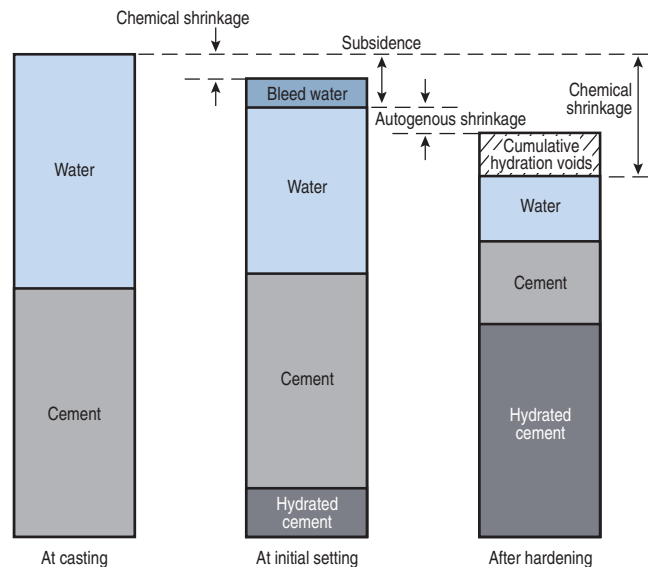 Chemical shrinkage
Subsidence
Bleed water
Autogenous shrinkage
Chemical
shrinkage
Cumulative
hydration voids
Water
Water
Water
Cement
Cement
Cement
Hydrated
cement
Hydrated
cement
At casting
At initial setting
After hardening